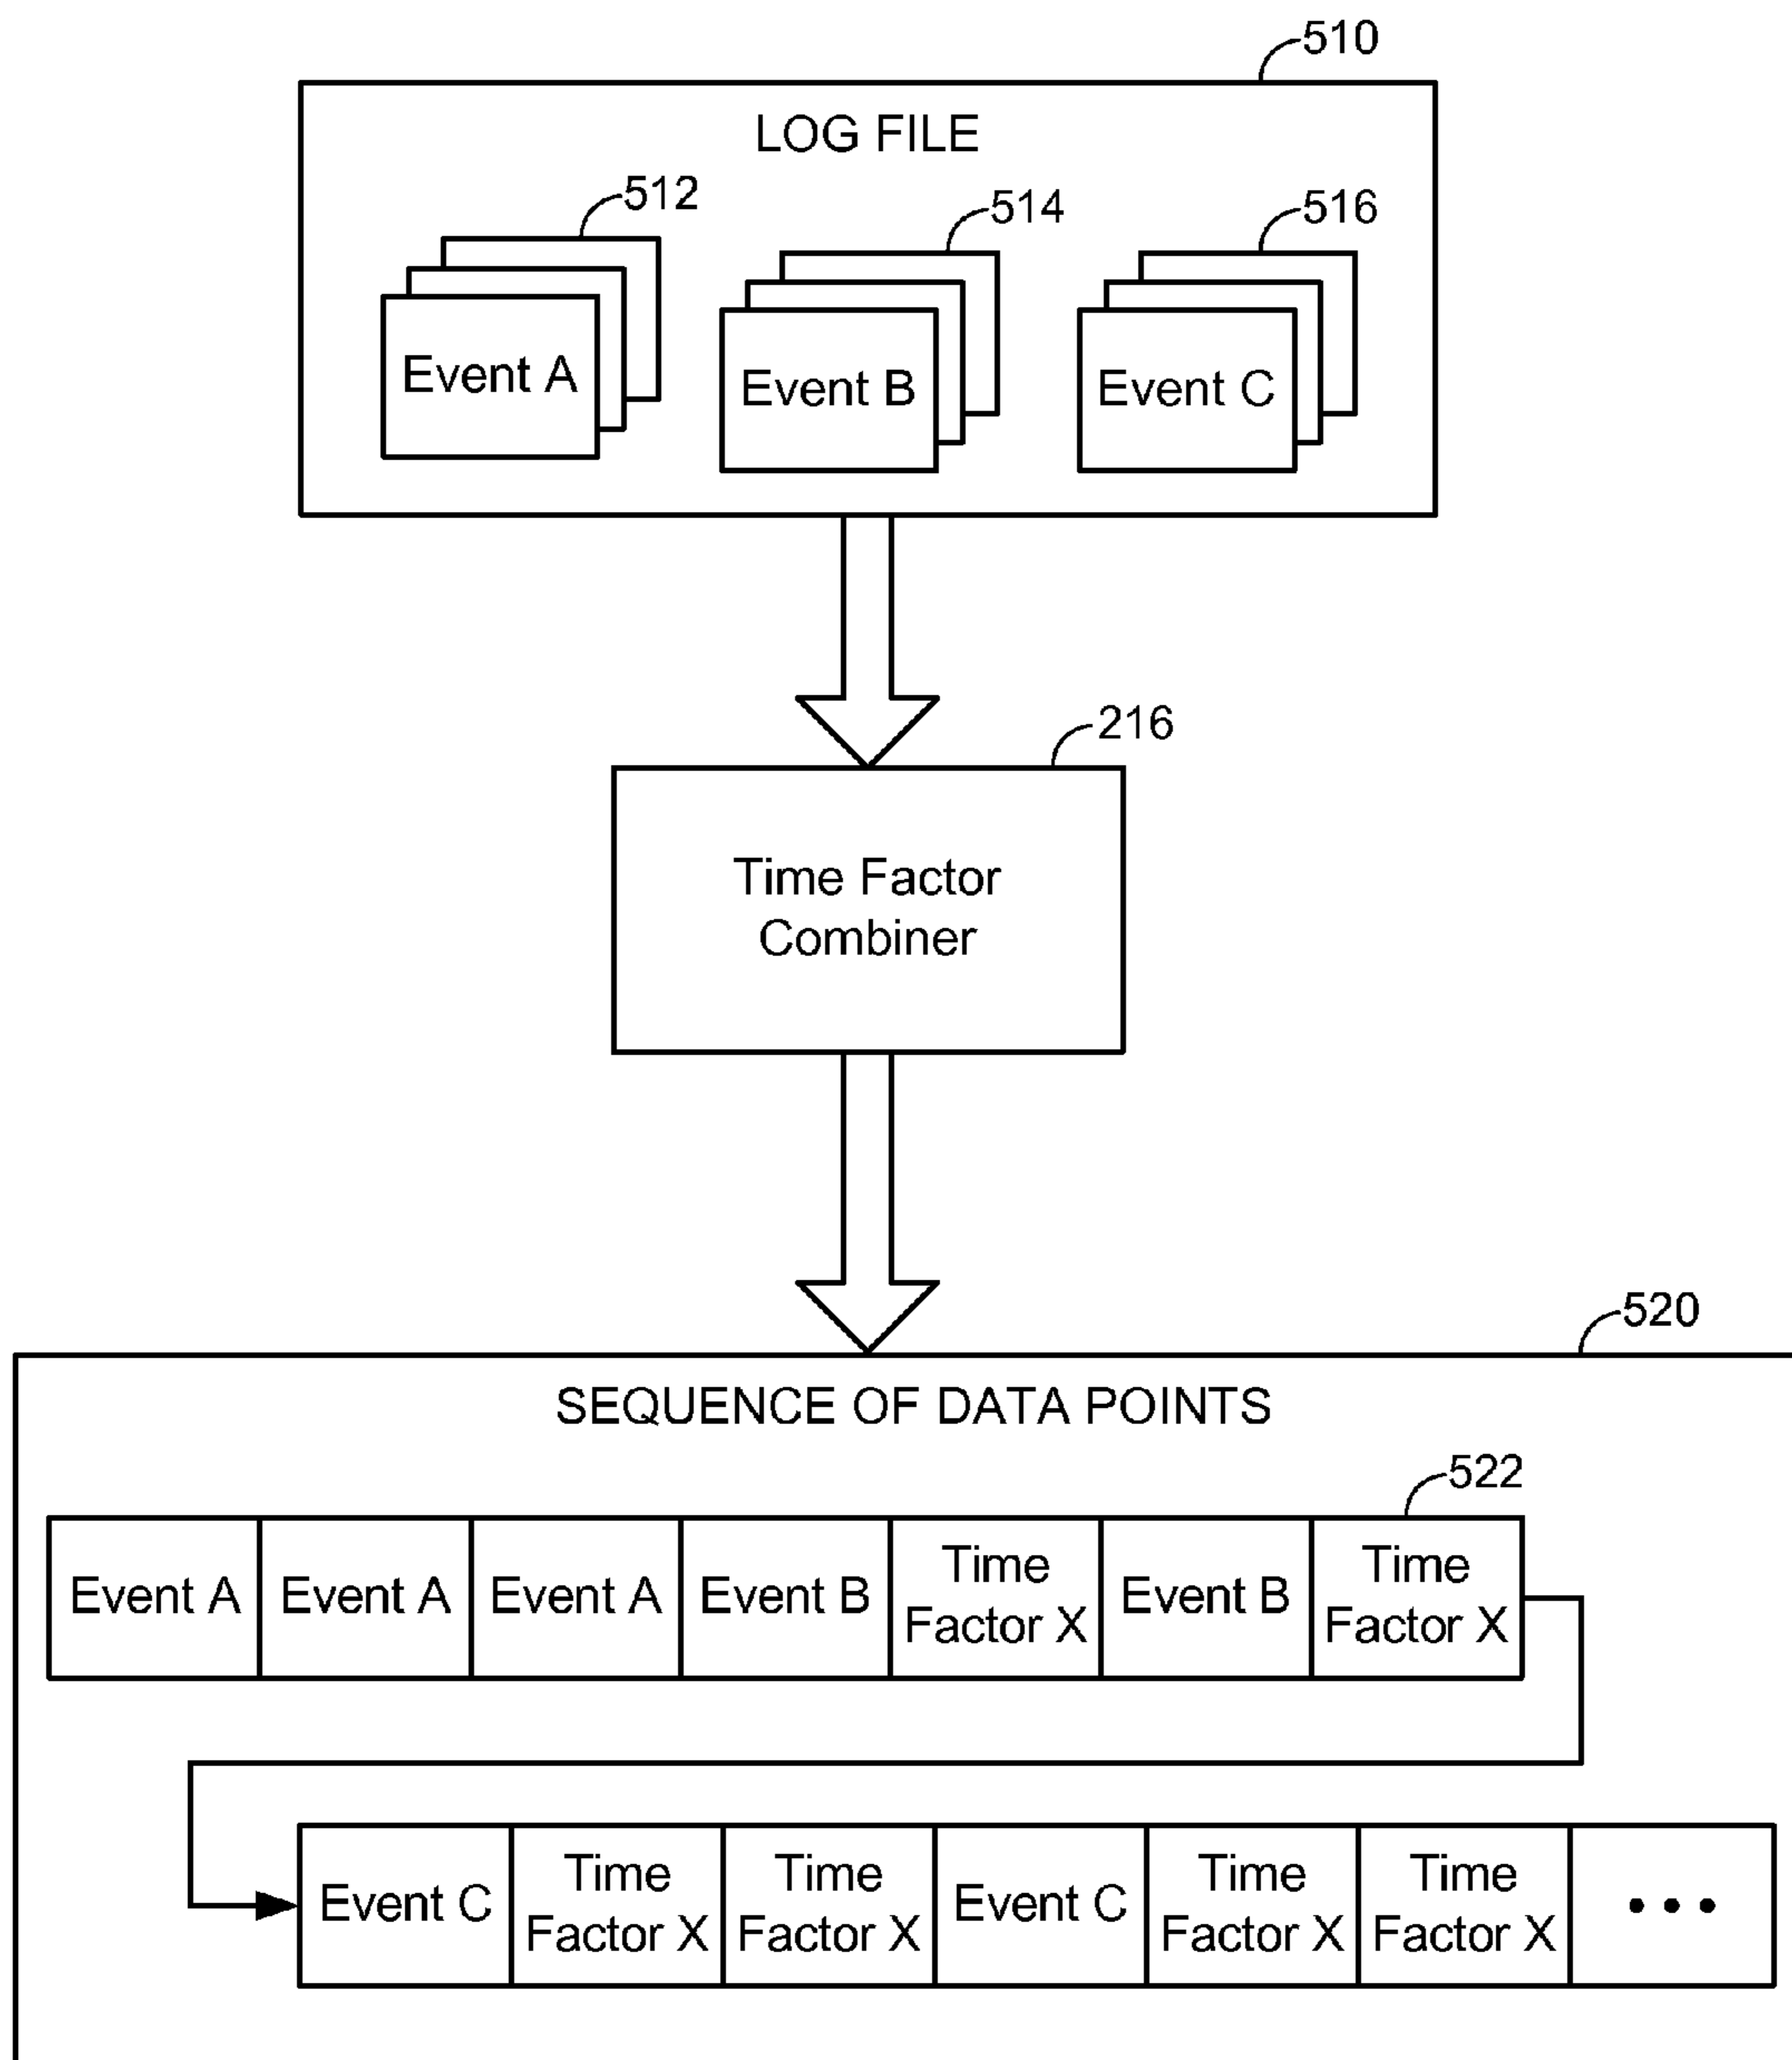 510
LOG FILE
512
514
516
Event A
Event B
Event C
216
Time Factor
Combiner
520
SEQUENCE OF DATA POINTS
522
Event A
Event A
Event A
Event B
Time
Factor X
Event B
Time
Factor X
Event C
Time
Factor X
Time
Factor X
Event C
Time
Factor X
Time
Factor X
• • •